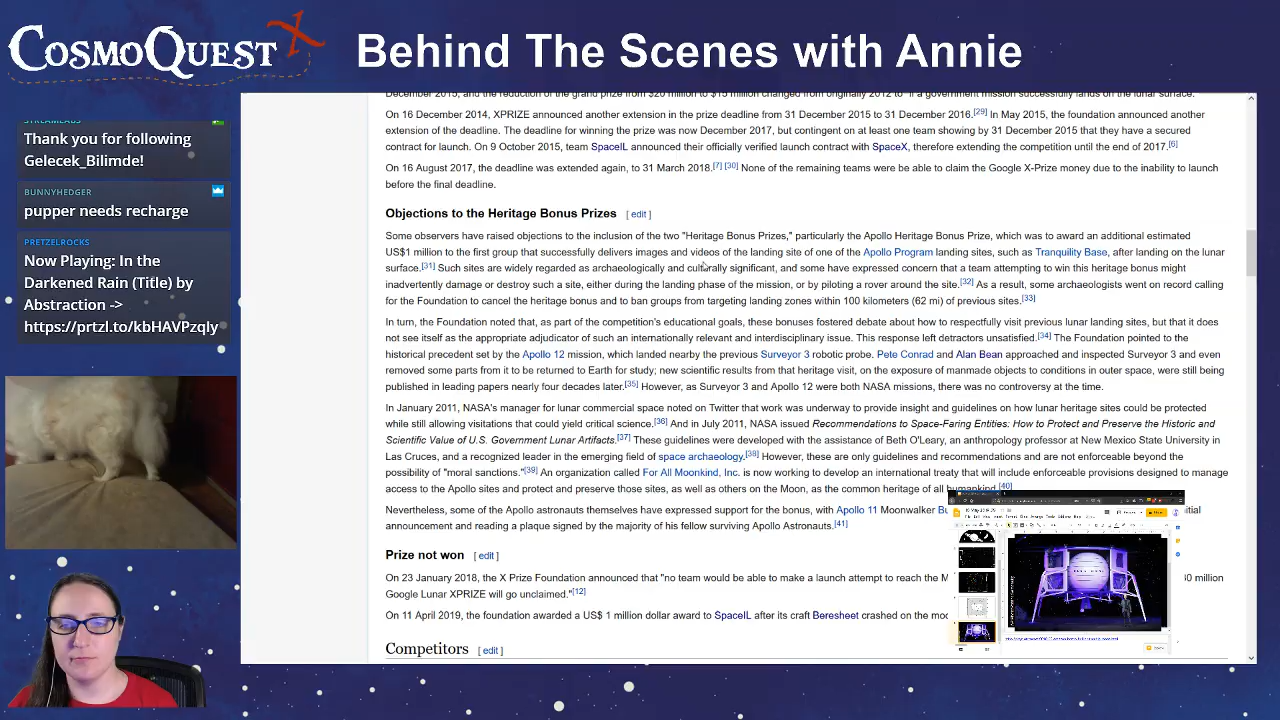 COSMOQUEST X
Behind The Scenes with Annie
STREAMLABS
Thank you for following
Gelecek_Bilimde!
BUNNYHEDGER
pupper needs recharge
PRETZELROCKS
Now Playing: In the
Darkened Rain (Title) by
Abstraction ->
https://prtzl.to/kbHAVPzqly
December 2015, and the reduction of the grand prize from $20 million to $15 million changed from originally 2012 to "if a government mission successfully lands on the lunar surface.
On 16 December 2014, XPRIZE announced another extension in the prize deadline from 31 December 2015 to 31 December 2016.[29] In May 2015, the foundation announced another
extension of the deadline. The deadline for winning the prize was now December 2017, but contingent on at least one team showing by 31 December 2015 that they have a secured
contract for launch. On 9 October 2015, team SpaceIL announced their officially verified launch contract with SpaceX, therefore extending the competition until the end of 2017.[6]
On 16 August 2017, the deadline was extended again, to 31 March 2018.[7][30] None of the remaining teams were be able to claim the Google X-Prize money due to the inability to launch
before the final deadline.
Objections to the Heritage Bonus Prizes [ edit ]
Some observers have raised objections to the inclusion of the two "Heritage Bonus Prizes," particularly the Apollo Heritage Bonus Prize, which was to award an additional estimated
US$1 million to the first group that successfully delivers images and videos of the landing site of one of the Apollo Program landing sites, such as Tranquility Base, after landing on the lunar
surface.[31] Such sites are widely regarded as archaeologically and culturally significant, and some have expressed concern that a team attempting to win this heritage bonus might
inadvertently damage or destroy such a site, either during the landing phase of the mission, or by piloting a rover around the site.[32] As a result, some archaeologists went on record calling
for the Foundation to cancel the heritage bonus and to ban groups from targeting landing zones within 100 kilometers (62 mi) of previous sites.[33]
In turn, the Foundation noted that, as part of the competition's educational goals, these bonuses fostered debate about how to respectfully visit previous lunar landing sites, but that it does
not see itself as the appropriate adjudicator of such an internationally relevant and interdisciplinary issue. This response left detractors unsatisfied.[34] The Foundation pointed to the
historical precedent set by the Apollo 12 mission, which landed nearby the previous Surveyor 3 robotic probe. Pete Conrad and Alan Bean approached and inspected Surveyor 3 and even
removed some parts from it to be returned to Earth for study; new scientific results from that heritage visit, on the exposure of manmade objects to conditions in outer space, were still being
published in leading papers nearly four decades later.[35] However, as Surveyor 3 and Apollo 12 were both NASA missions, there was no controversy at the time.
In January 2011, NASA's manager for lunar commercial space noted on Twitter that work was underway to provide insight and guidelines on how lunar heritage sites could be protected
while still allowing visitations that could yield critical science.[36] And in July 2011, NASA issued Recommendations to Space-Faring Entities: How to Protect and Preserve the Historic and
Scientific Value of U.S. Government Lunar Artifacts.[37] These guidelines were developed with the assistance of Beth O'Leary, an anthropology professor at New Mexico State University in
Las Cruces, and a recognized leader in the emerging field of space archaeology.[38] However, these are only guidelines and recommendations and are not enforceable beyond the
possibility of "moral sanctions."[39] An organization called For All Moonkind, Inc. is now working to develop an international treaty that will include enforceable provisions designed to manage
access to the Apollo sites and protect and preserve those sites, as well as others on the Moon, as the common heritage of all humankind.[40]
Nevertheless, some of the Apollo astronauts themselves have expressed support for the bonus, with Apollo 11 Moonwalker
announcement and reading a plaque signed by the majority of his fellow surviving Apollo Astronauts.[41]
Prize not won [ edit ]
On 23 January 2018, the X Prize Foundation announced that "no team would be able to make a launch attempt to reach the million
Google Lunar XPRIZE will go unclaimed."[12]
On 11 April 2019, the foundation awarded a US$ 1 million dollar award to SpaceIL after its craft Beresheet crashed on the
Competitors [ edit ]